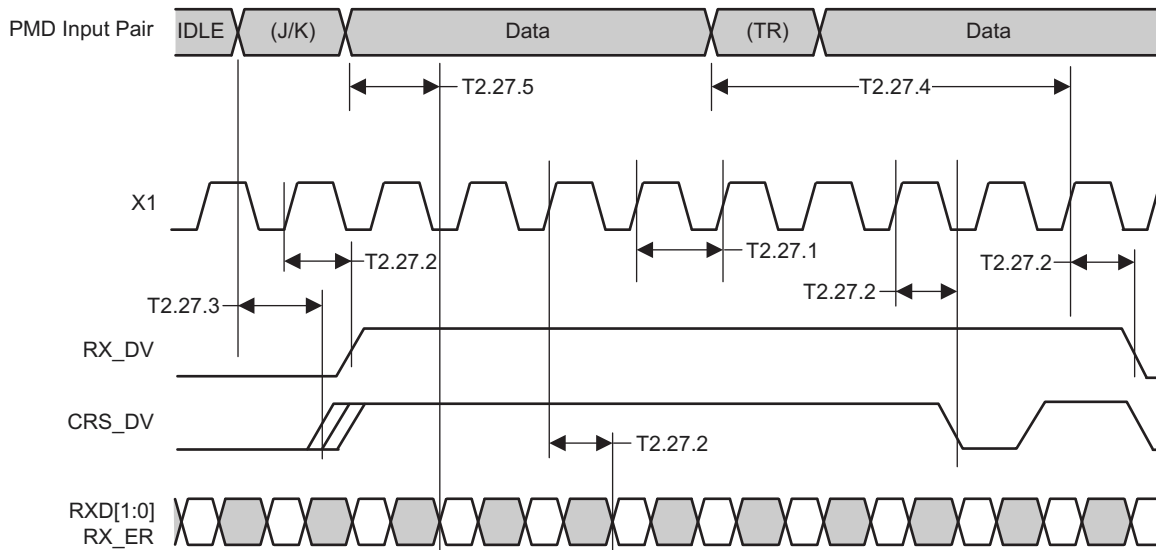 PMD Input Pair
IDLE
(J/K)
Data
(TR)
Data
T2.27.5
T2.27.4
X1
T2.27.2
T2.27.1
T2.27.2
T2.27.3
T2.27.2
RX_DV
CRS_DV
T2.27.2
RXD[1:0]
RX_ER